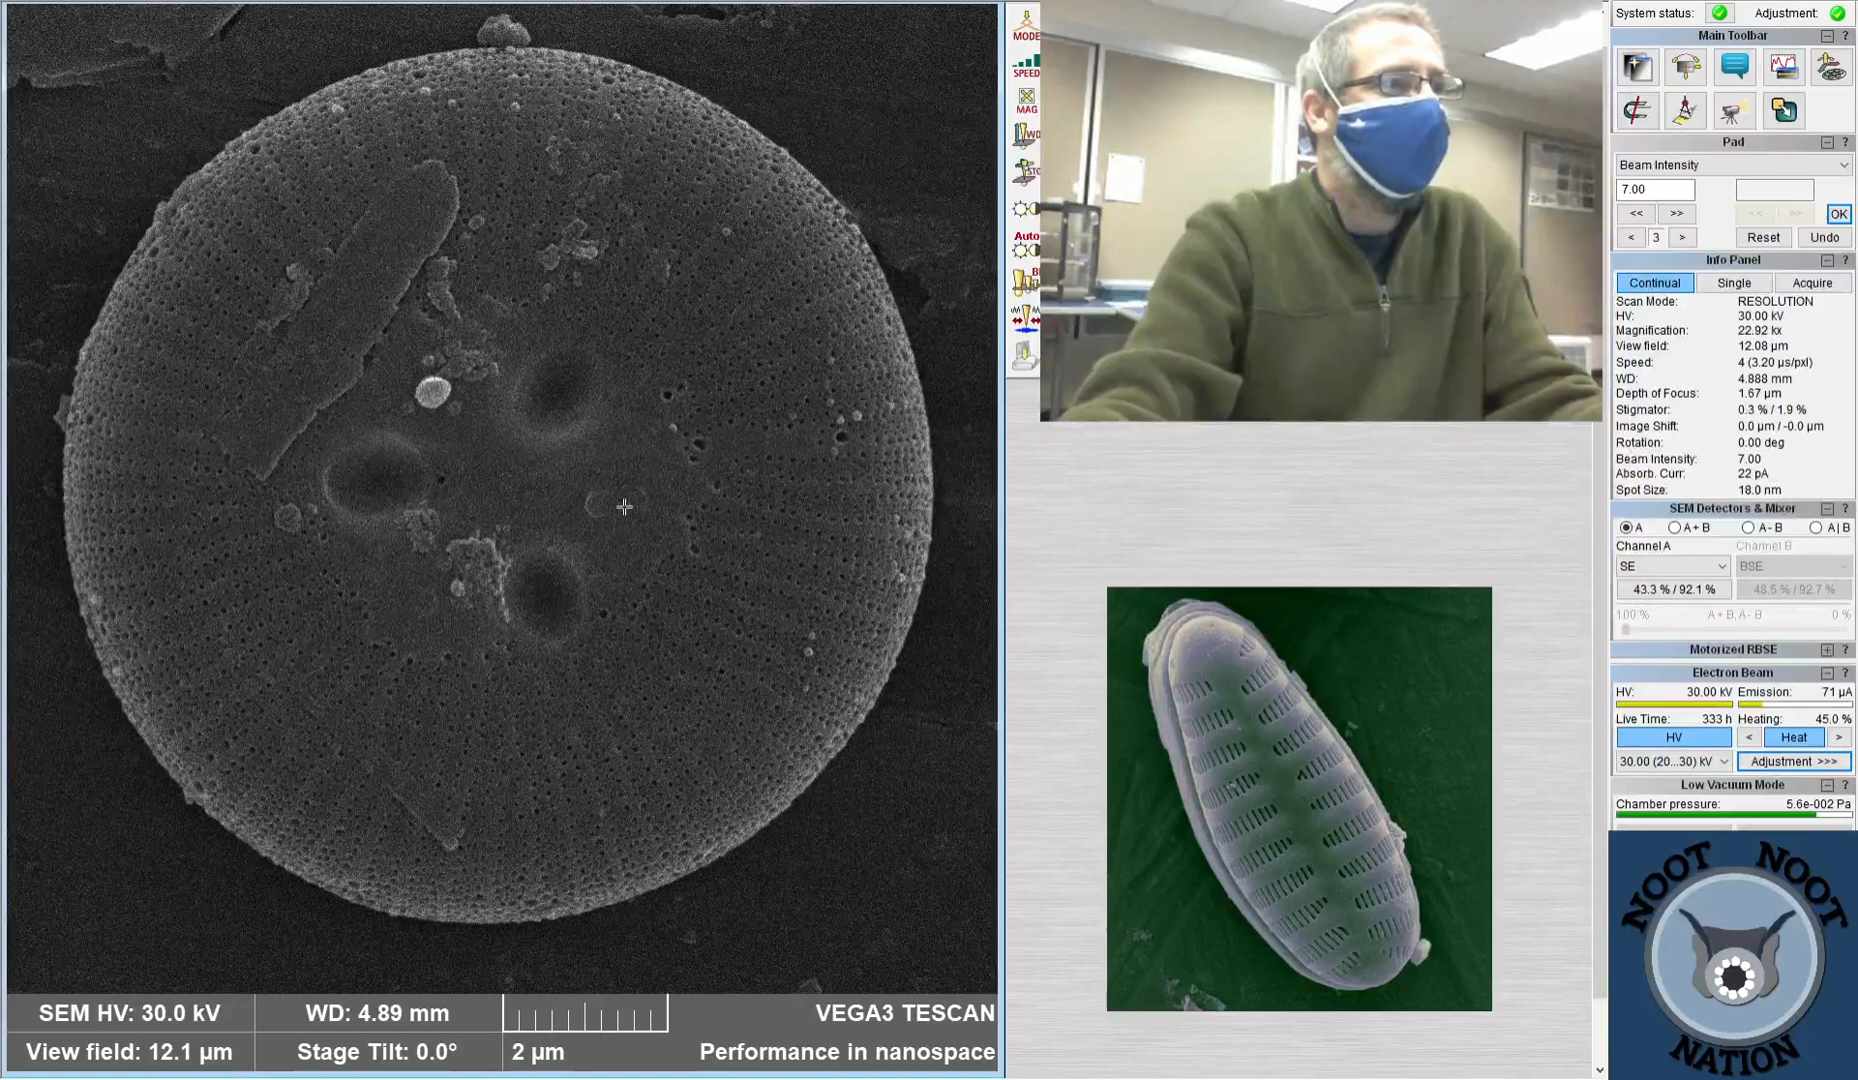 SEM HV: 30.0 kV
WD: 4.89 mm
VEGA3 TESCAN
View field: 12.1 µm
Stage Tilt: 0.0°
2 µm
Performance in nanospace
MODE
SPEED
MAG
WD
Auto
System status:
Adjustment:
Main Toolbar
Pad
Beam Intensity
7.00
<< >>
<< >>
OK
< 3 >
Reset
Undo
Info Panel
Continual
Single
Acquire
Scan Mode: RESOLUTION
HV: 30.00 kV
Magnification: 22.92 kx
View field: 12.08 µm
Speed: 4 (3.20 µs/pxl)
WD: 4.888 mm
Depth of Focus: 1.67 µm
Stigmator: 0.3 % / 1.9 %
Image Shift: 0.0 µm / -0.0 µm
Rotation: 0.00 deg
Beam Intensity: 7.00
Absorb. Curr: 22 pA
Spot Size: 18.0 nm
SEM Detectors & Mixer
A A + B A - B A | B
Channel A
Channel B
SE
BSE
43.3 % / 92.1 %
48.5 % / 92.7 %
100 % A + B, A - B 0 %
Motorized RBSE
Electron Beam
HV: 30.00 kV Emission: 71 µA
Live Time: 333 h Heating: 45.0 %
HV
< Heat >
30.00 (20...30) kV
Adjustment >>>
Low Vacuum Mode
Chamber pressure: 5.6e-002 Pa
NOOT NOOT
NATION